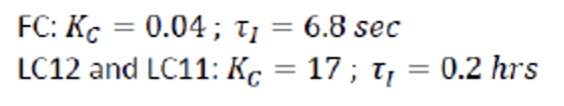 FC: K_C = 0.04 ; τ_I = 6.8 sec
LC12 and LC11: K_C = 17 ; τ_I = 0.2 hrs